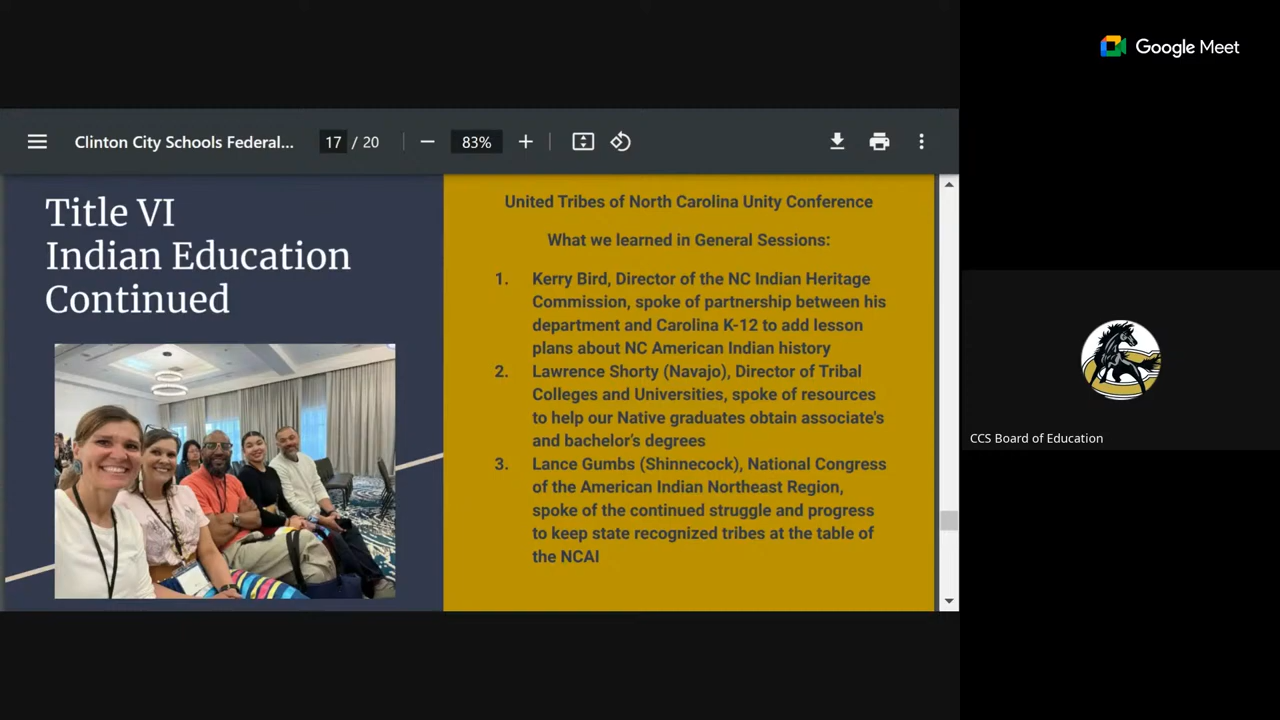 Google Meet
Clinton City Schools Federal...
17 / 20
83%
Title VI
Indian Education
Continued
United Tribes of North Carolina Unity Conference
What we learned in General Sessions:
1. Kerry Bird, Director of the NC Indian Heritage
Commission, spoke of partnership between his
department and Carolina K-12 to add lesson
plans about NC American Indian history
2. Lawrence Shorty (Navajo), Director of Tribal
Colleges and Universities, spoke of resources
to help our Native graduates obtain associate's
and bachelor's degrees
3. Lance Gumbs (Shinnecock), National Congress
of the American Indian Northeast Region,
spoke of the continued struggle and progress
to keep state recognized tribes at the table of
the NCAI
CCS Board of Education